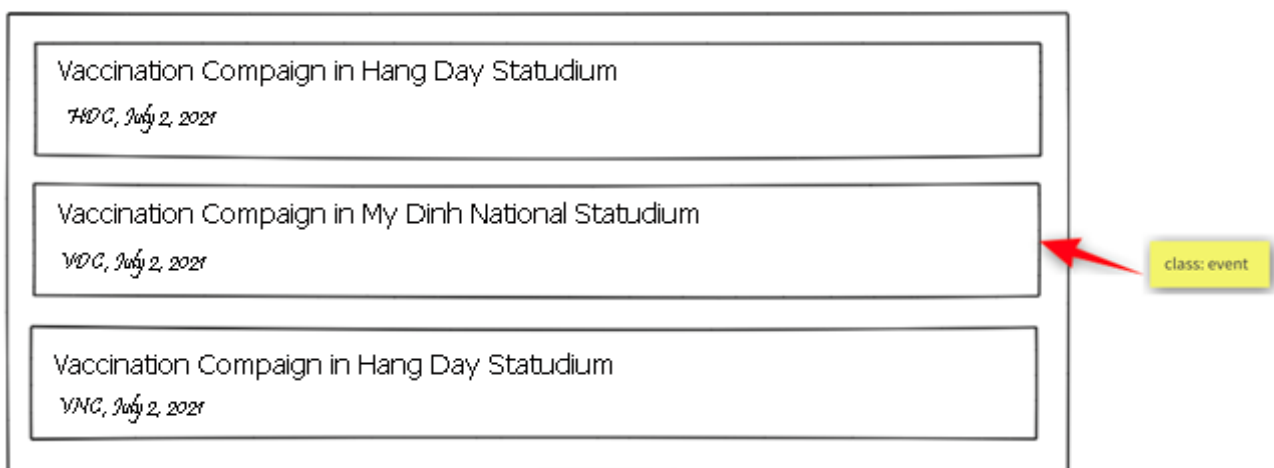 Vaccination Compaign in Hang Day Statudium
HDC, July 2, 2021
Vaccination Compaign in My Dinh National Statudium
VDC, July 2, 2021
class: event
Vaccination Compaign in Hang Day Statudium
VNC, July 2, 2021